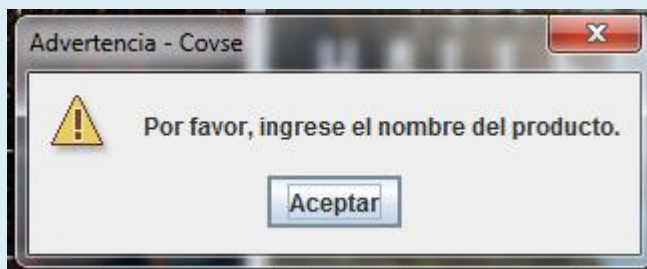 Advertencia - Covse
Por favor, ingrese el nombre del producto.
Aceptar